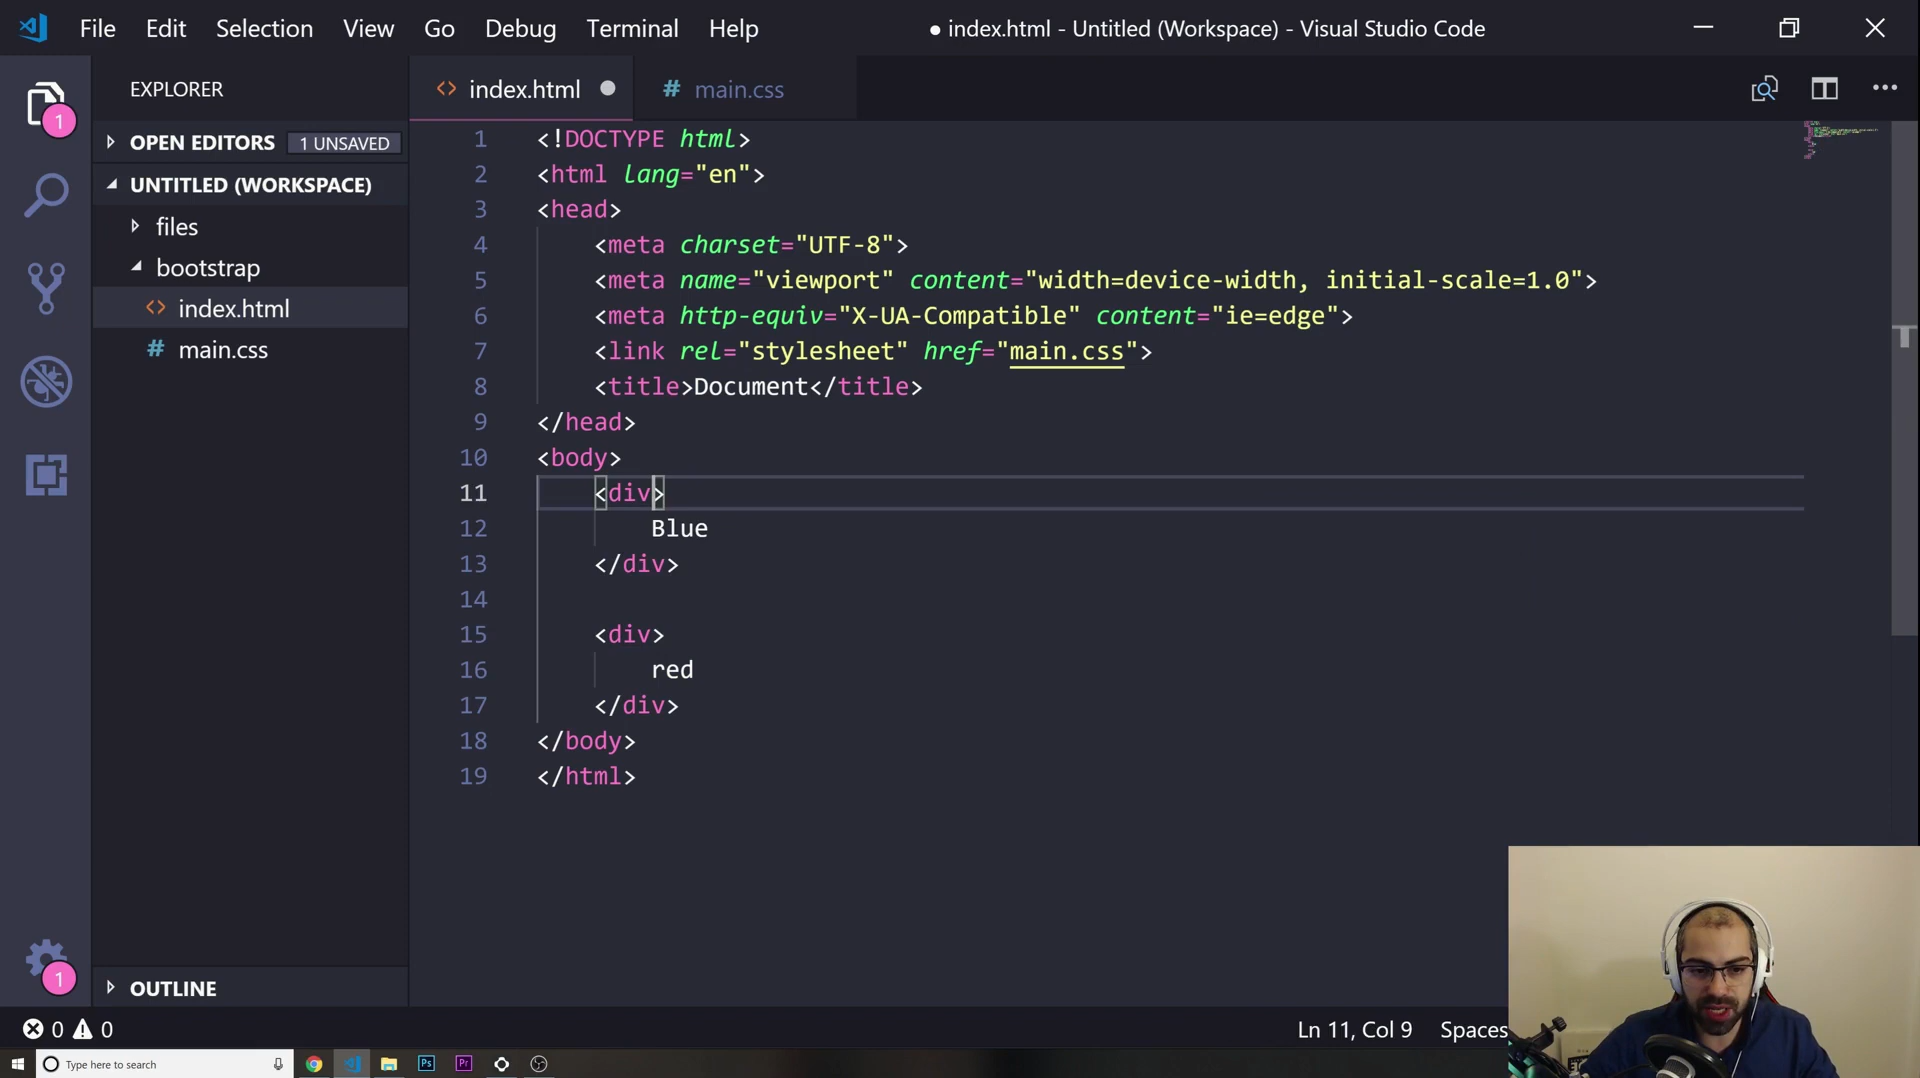 File Edit Selection View Go Debug Terminal Help ● index.html - Untitled (Workspace) - Visual Studio Code
EXPLORER
<> index.html ●
# main.css
OPEN EDITORS 1 UNSAVED
UNTITLED (WORKSPACE)
files
bootstrap
<> index.html
# main.css
OUTLINE
1
1
1 <!DOCTYPE html>
2 <html lang="en">
3 <head>
4 <meta charset="UTF-8">
5 <meta name="viewport" content="width=device-width, initial-scale=1.0">
6 <meta http-equiv="X-UA-Compatible" content="ie=edge">
7 <link rel="stylesheet" href="main.css">
8 <title>Document</title>
9 </head>
10 <body>
11 <div>
12 Blue
13 </div>
14
15 <div>
16 red
17 </div>
18 </body>
19 </html>
0 0
Ln 11, Col 9 Spaces
Type here to search
Ps Pr